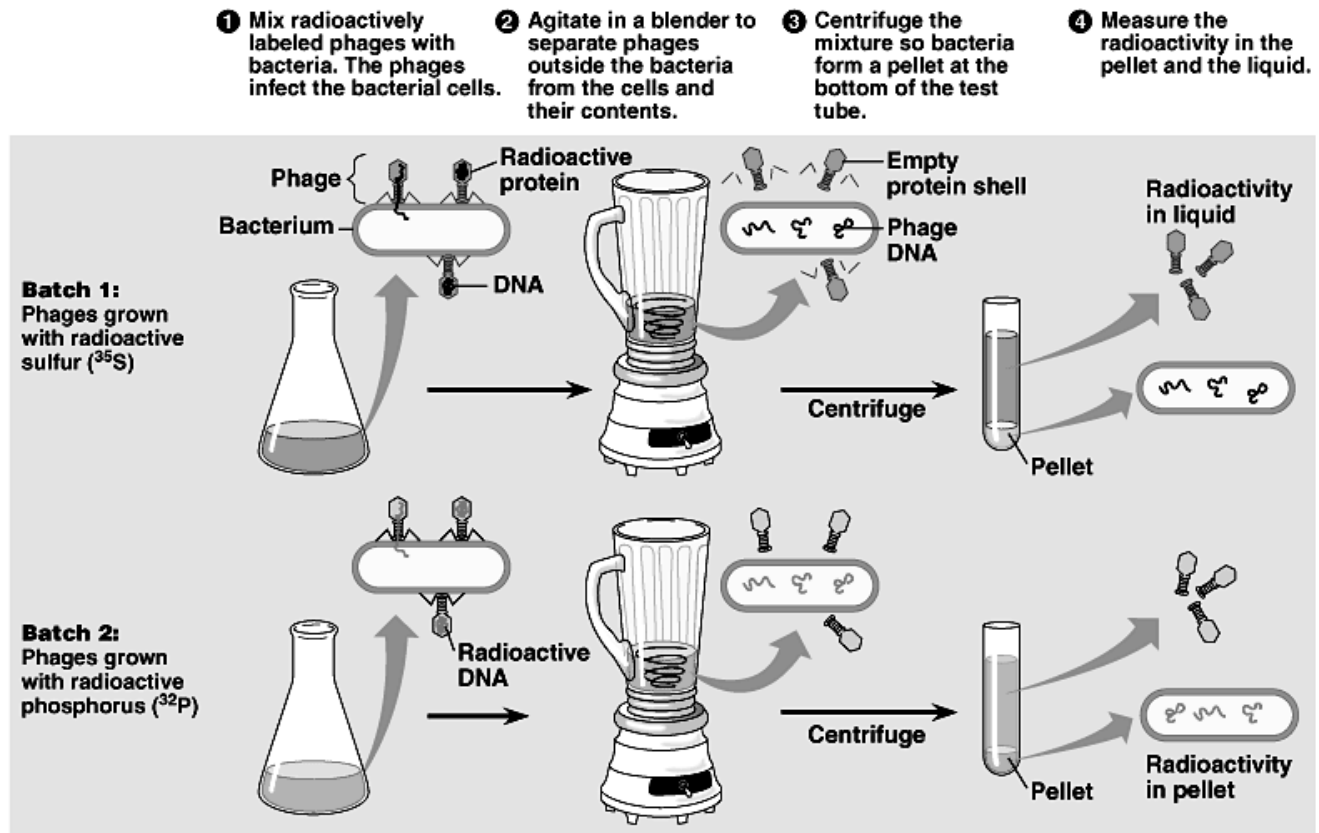 1 Mix radioactively
labeled phages with
bacteria. The phages
infect the bacterial cells.
2 Agitate in a blender to
separate phages
outside the bacteria
from the cells and
their contents.
3 Centrifuge the
mixture so bacteria
form a pellet at the
bottom of the test
tube.
4 Measure the
radioactivity in the
pellet and the liquid.
Phage
Radioactive
protein
Bacterium
DNA
Empty
protein shell
Phage
DNA
Radioactivity
in liquid
Batch 1:
Phages grown
with radioactive
sulfur (³⁵S)
Centrifuge
Pellet
Batch 2:
Phages grown
with radioactive
phosphorus (³²P)
Radioactive
DNA
Centrifuge
Pellet
Radioactivity
in pellet